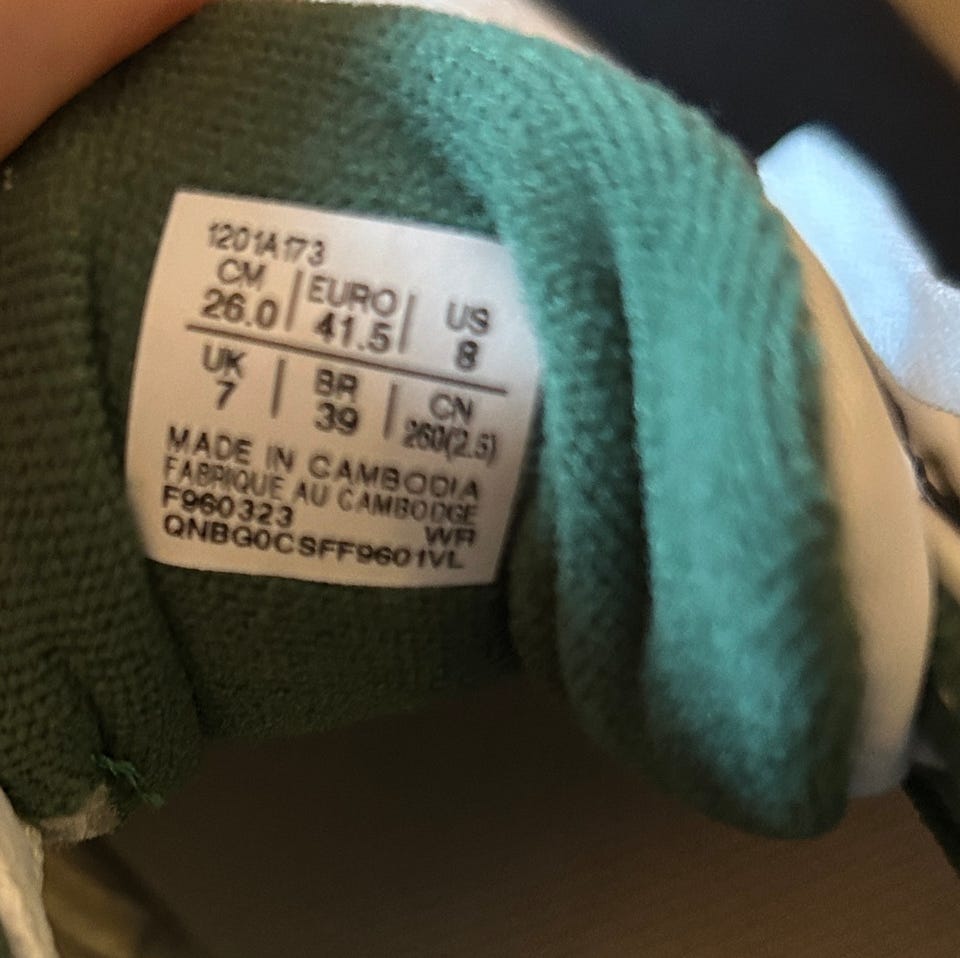 1201A173
CM | EURO | US
26.0 | 41.5 | 8
UK | BR | CN
7 | 39 | 260(2.5)
MADE IN CAMBODIA
FABRIQUE AU CAMBODGE
F960323 WR
QNBG0CSFF9601VL